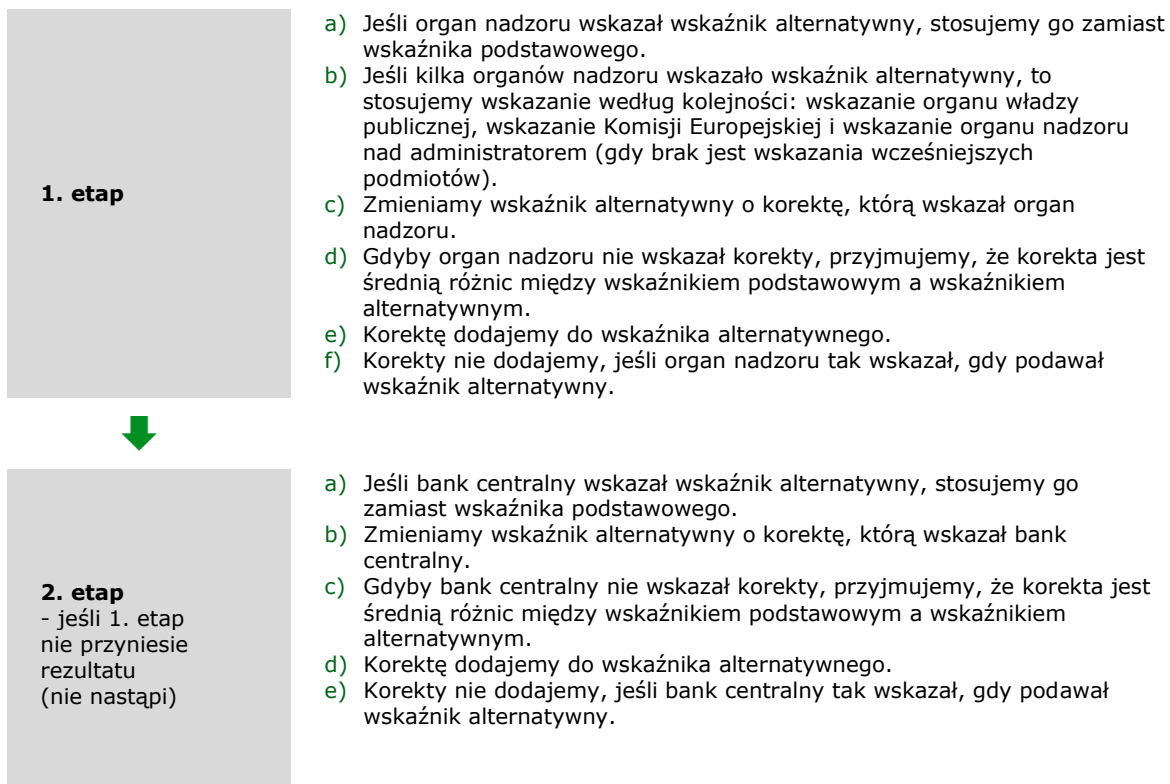 1. etap
a) Jeśli organ nadzoru wskazał wskaźnik alternatywny, stosujemy go zamiast
wskaźnika podstawowego.
b) Jeśli kilka organów nadzoru wskazało wskaźnik alternatywny, to
stosujemy wskazanie według kolejności: wskazanie organu władzy
publicznej, wskazanie Komisji Europejskiej i wskazanie organu nadzoru
nad administratorem (gdy brak jest wskazania wcześniejszych
podmiotów).
c) Zmieniamy wskaźnik alternatywny o korektę, którą wskazał organ
nadzoru.
d) Gdyby organ nadzoru nie wskazał korekty, przyjmujemy, że korekta jest
średnią różnic między wskaźnikiem podstawowym a wskaźnikiem
alternatywnym.
e) Korektę dodajemy do wskaźnika alternatywnego.
f) Korekty nie dodajemy, jeśli organ nadzoru tak wskazał, gdy podawał
wskaźnik alternatywny.
2. etap
- jeśli 1. etap
nie przyniesie
rezultatu
(nie nastąpi)
a) Jeśli bank centralny wskazał wskaźnik alternatywny, stosujemy go
zamiast wskaźnika podstawowego.
b) Zmieniamy wskaźnik alternatywny o korektę, którą wskazał bank
centralny.
c) Gdyby bank centralny nie wskazał korekty, przyjmujemy, że korekta jest
średnią różnic między wskaźnikiem podstawowym a wskaźnikiem
alternatywnym.
d) Korektę dodajemy do wskaźnika alternatywnego.
e) Korekty nie dodajemy, jeśli bank centralny tak wskazał, gdy podawał
wskaźnik alternatywny.